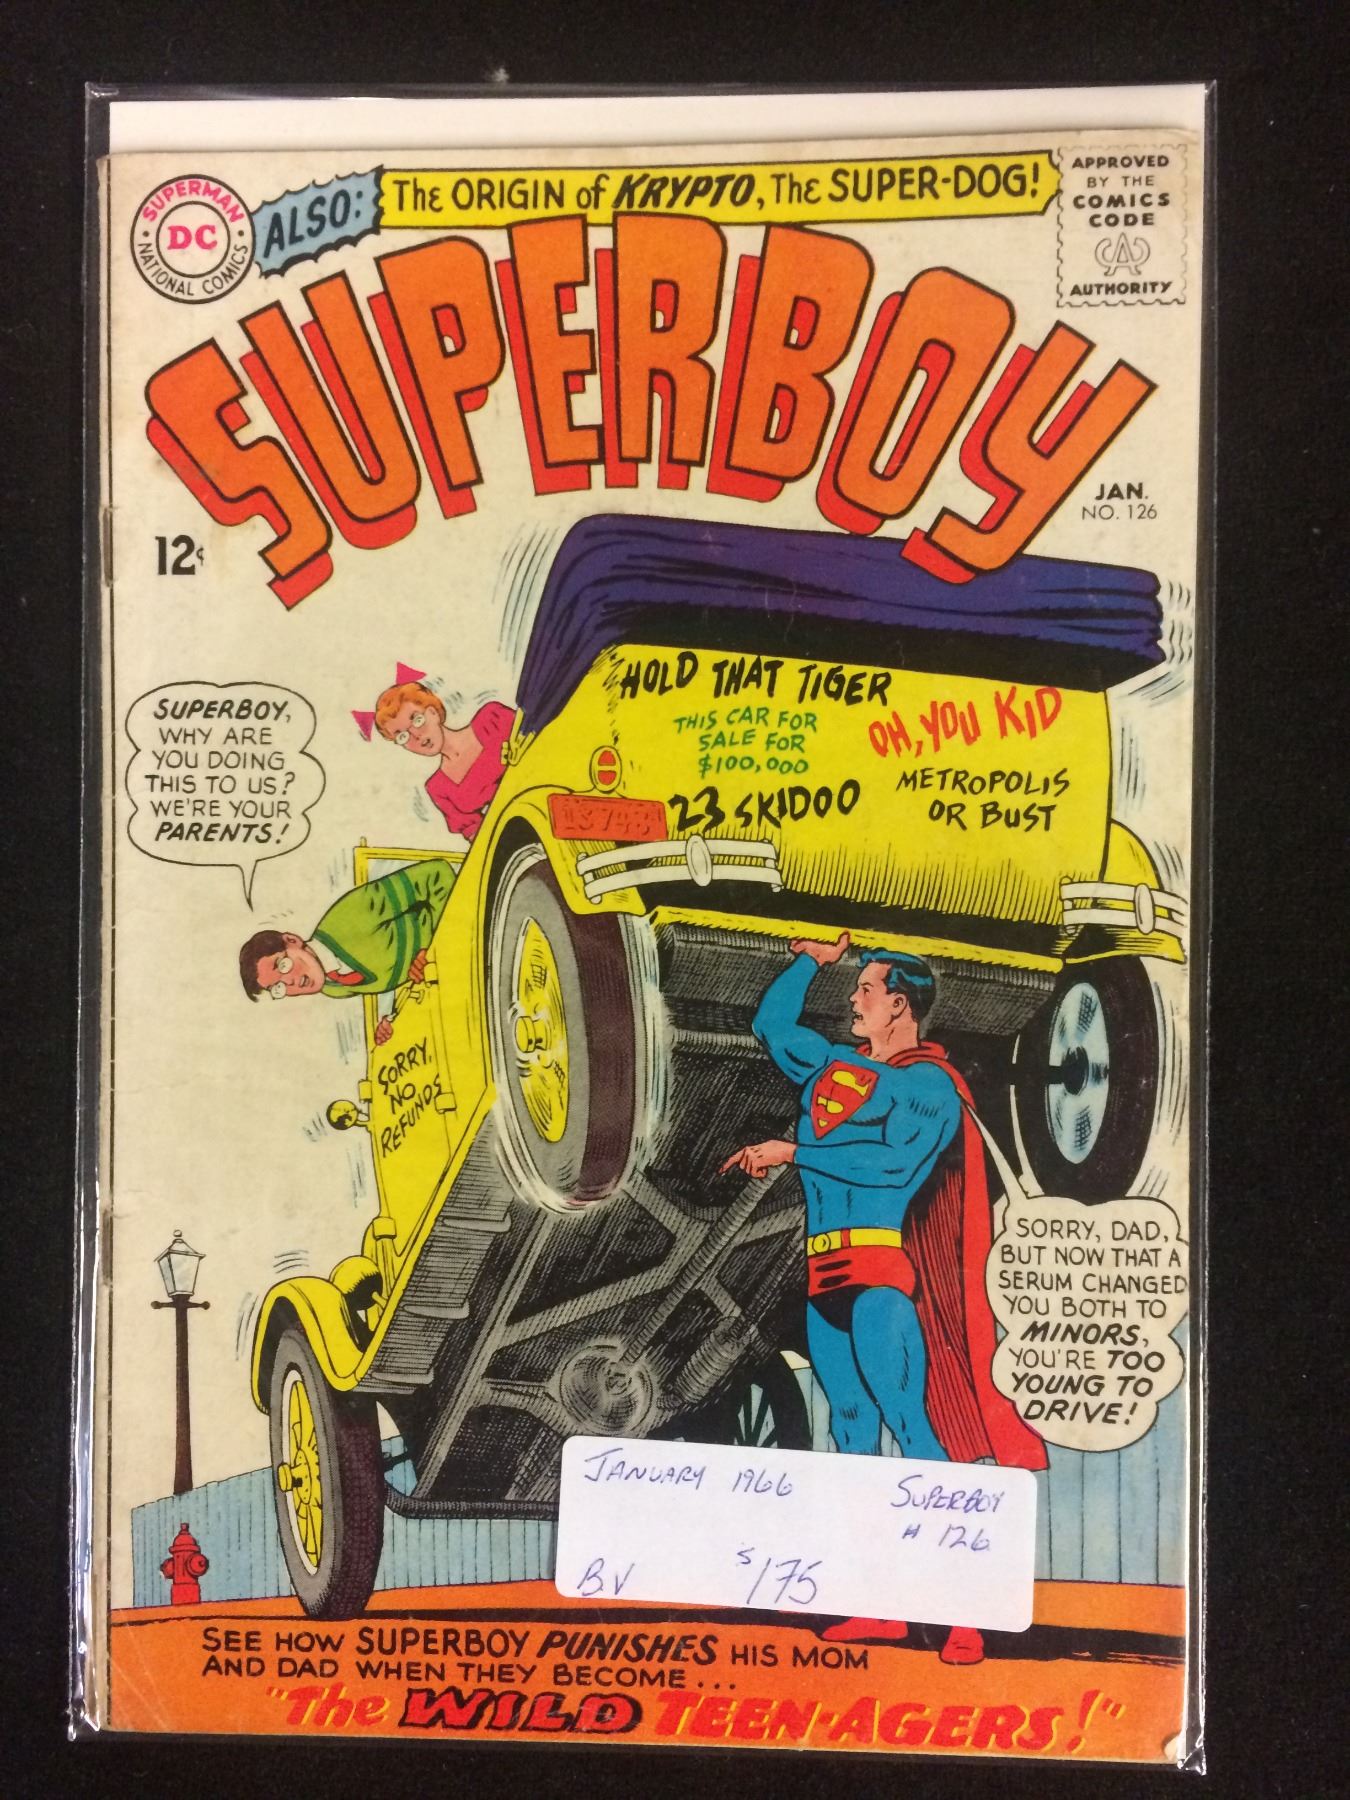 SUPERMAN
DC
NATIONAL COMICS
ALSO:
The ORIGIN of KRYPTO, The SUPER-DOG!
APPROVED
BY THE
COMICS
CODE
CA
AUTHORITY
SUPERBOY
JAN.
NO. 126
12¢
SUPERBOY,
WHY ARE
YOU DOING
THIS TO US?
WE'RE YOUR
PARENTS!
HOLD THAT TIGER
THIS CAR FOR
SALE FOR
$100,000
OH, YOU KID
23 SKIDOO
METROPOLIS
OR BUST
SORRY,
NO
REFUNDS
S
SORRY, DAD,
BUT NOW THAT A
SERUM CHANGED
YOU BOTH TO
MINORS,
YOU'RE TOO
YOUNG TO
DRIVE!
JANUARY 1966
SUPERBOY
# 126
B.V $175
SEE HOW SUPERBOY PUNISHES HIS MOM
AND DAD WHEN THEY BECOME...
"The WILD TEEN-AGERS!"